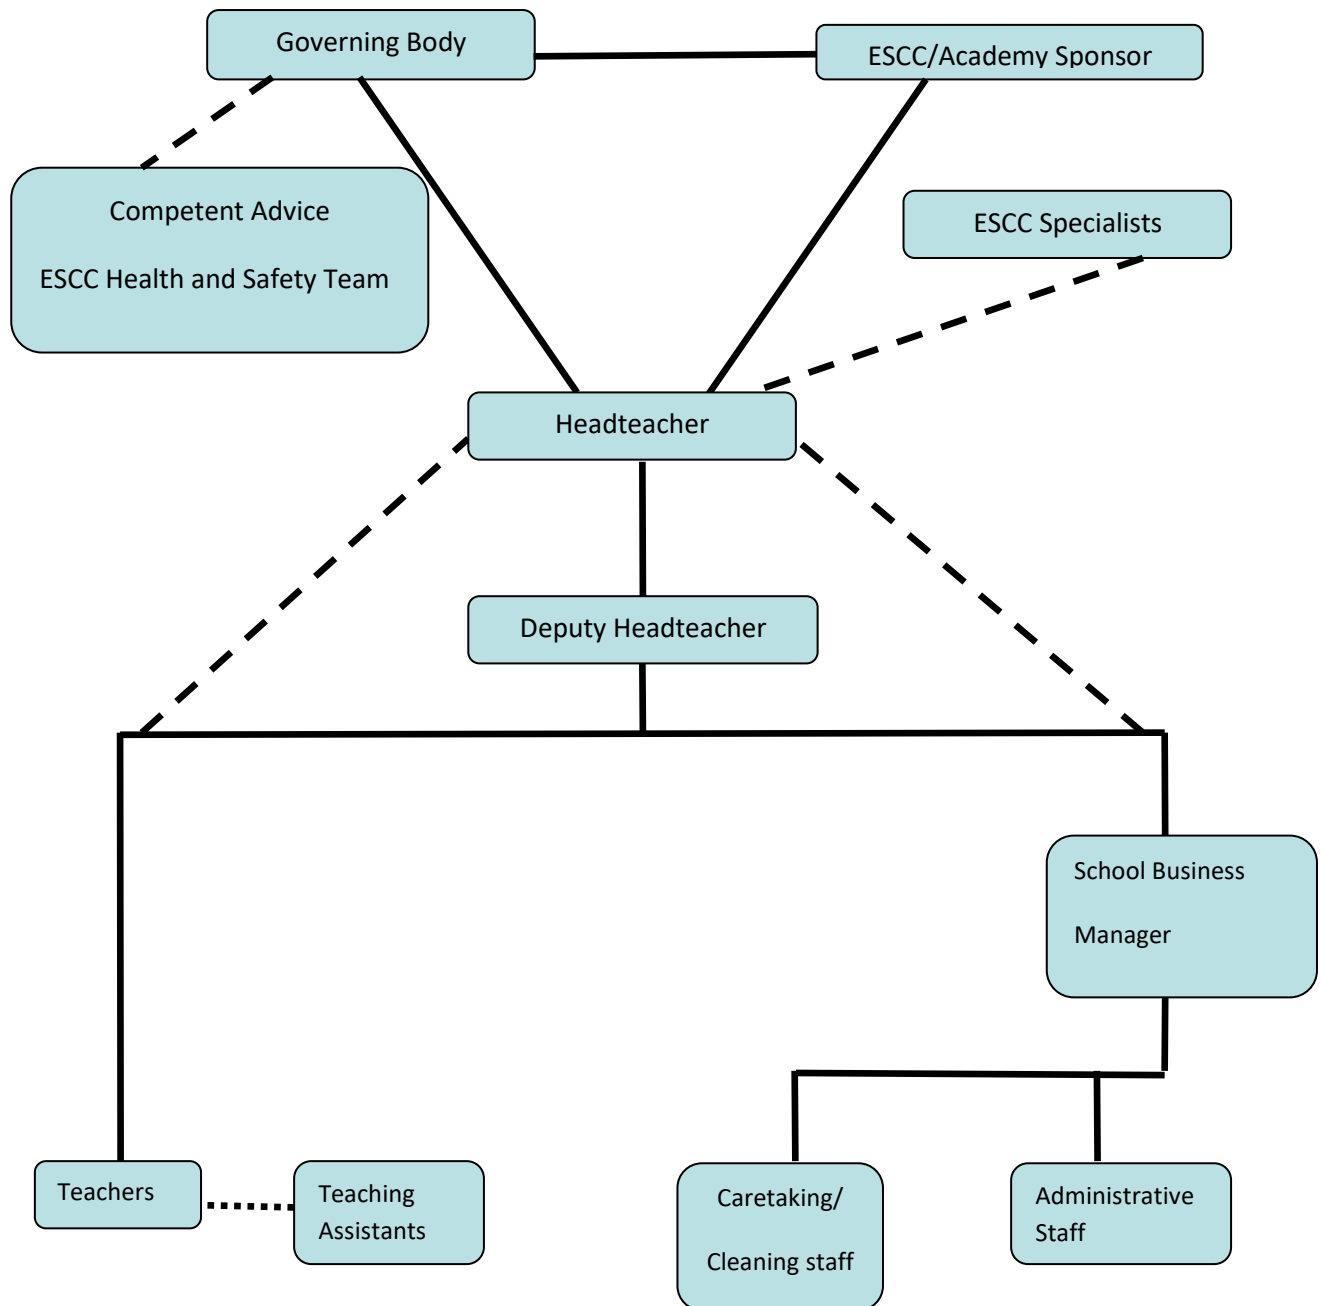 Governing Body
ESCC/Academy Sponsor
Competent Advice
ESCC Health and Safety Team
ESCC Specialists
Headteacher
Deputy Headteacher
School Business
Manager
Teachers
Teaching
Assistants
Caretaking/
Cleaning staff
Administrative
Staff